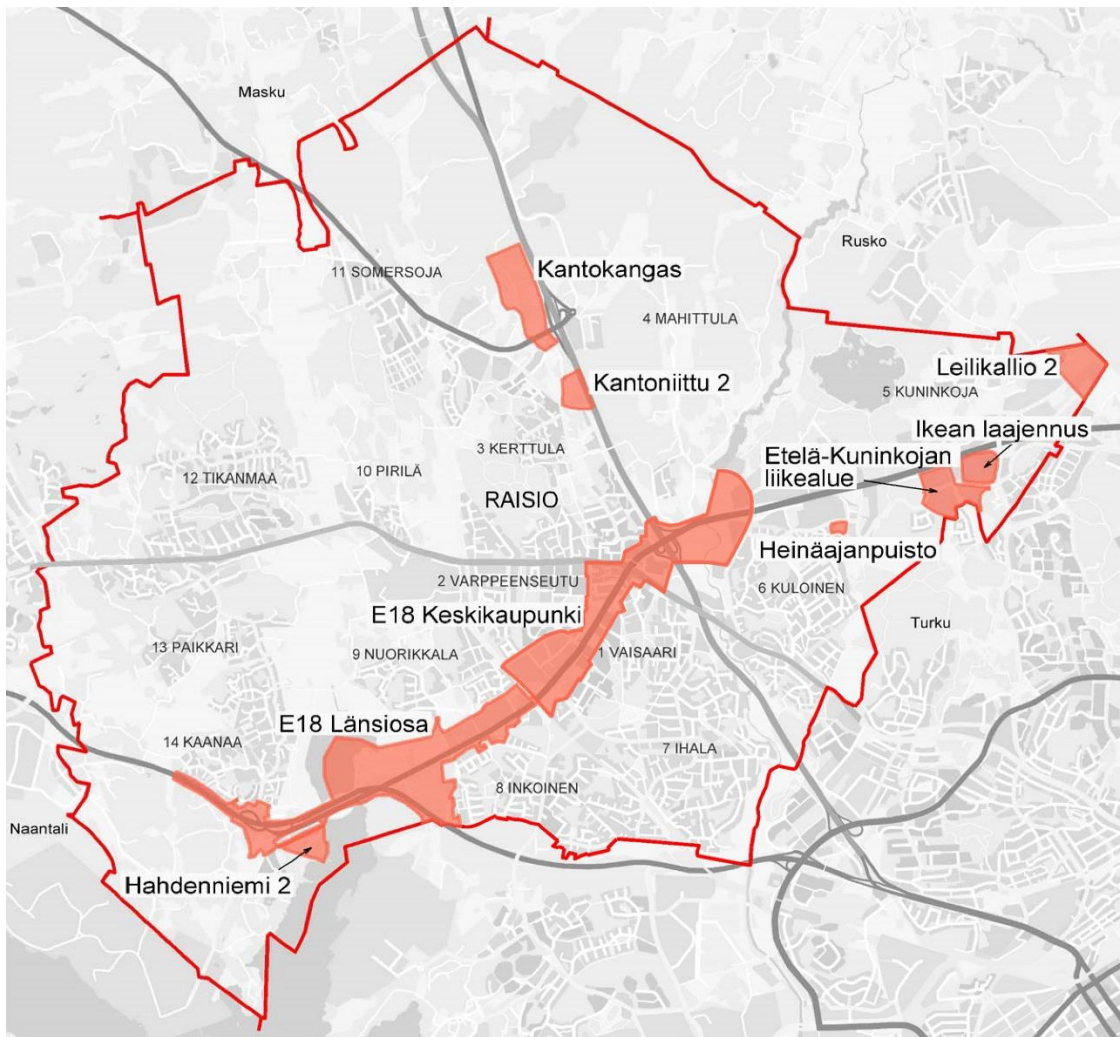 Masku
Rusko
11 SOMERSOJA
Kantokangas
4 MAHITTULA
Leilikallio 2
Kantoniittu 2
5 KUNINKOJA
Ikean laajennus
3 KERTTULA
Etelä-Kuninkojan
liikealue
12 TIKANMAA
10 PIRILÄ
RAISIO
Heinäajanpuisto
2 VARPPEENSEUTU
6 KULOINEN
E18 Keskikaupunki
Turku
13 PAIKKARI
9 NUORIKKALA
1 VAISAARI
E18 Länsiosa
14 KAANAA
7 IHALA
8 INKOINEN
Naantali
Hahdenniemi 2